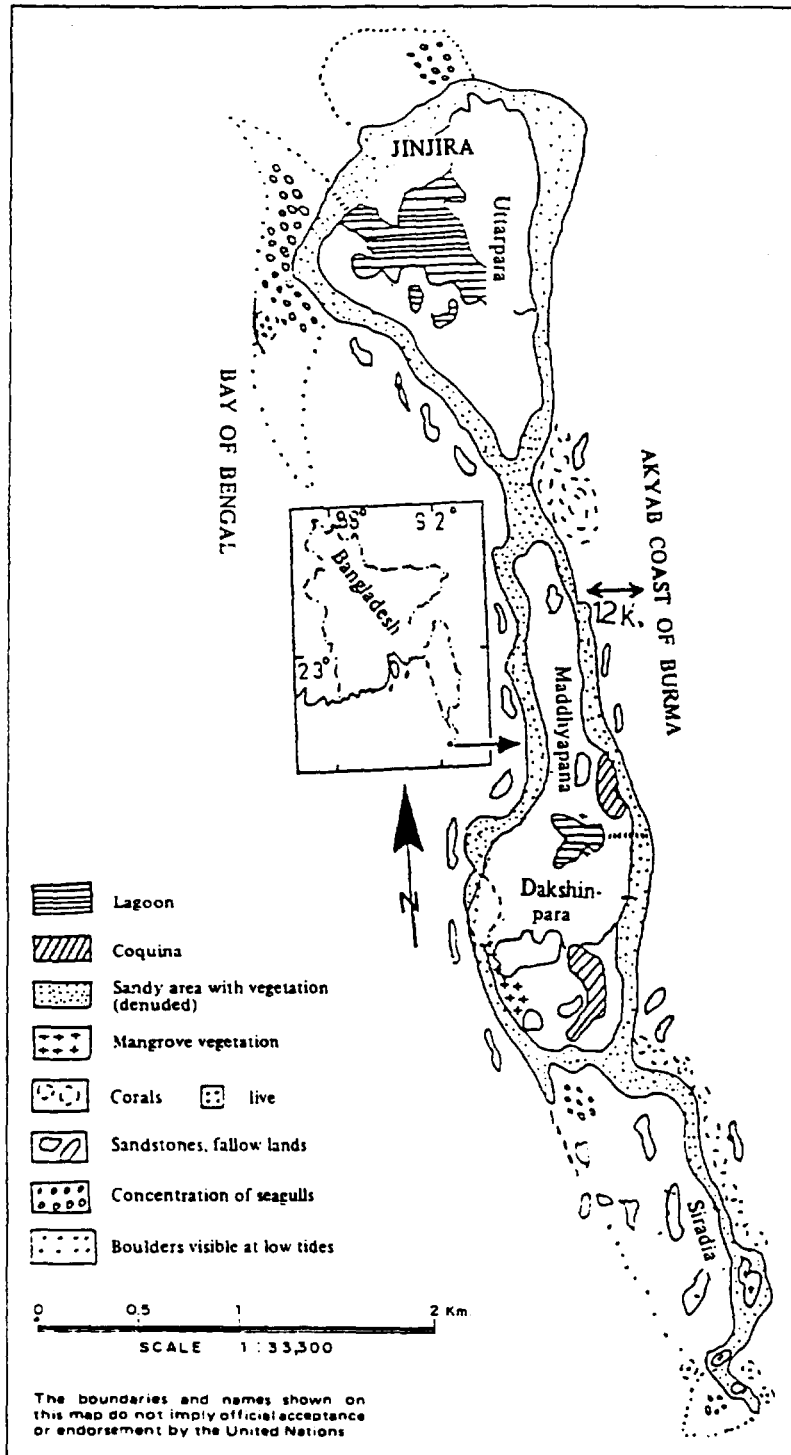 JINJIRA
Uttarpara
BAY OF BENGAL
AKYAB COAST OF BURMA
12K.
98° 92°
Bangladesh
23°
Maddhyapana
N
Dakshin-
para
Siradia
Lagoon
Coquina
Sandy area with vegetation
(denuded)
Mangrove vegetation
Corals live
Sandstones, fallow lands
Concentration of seagulls
Boulders visible at low tides
0 0.5 1 2 Km.
SCALE 1:33,300
The boundaries and names shown on
this map do not imply official acceptance
or endorsement by the United Nations